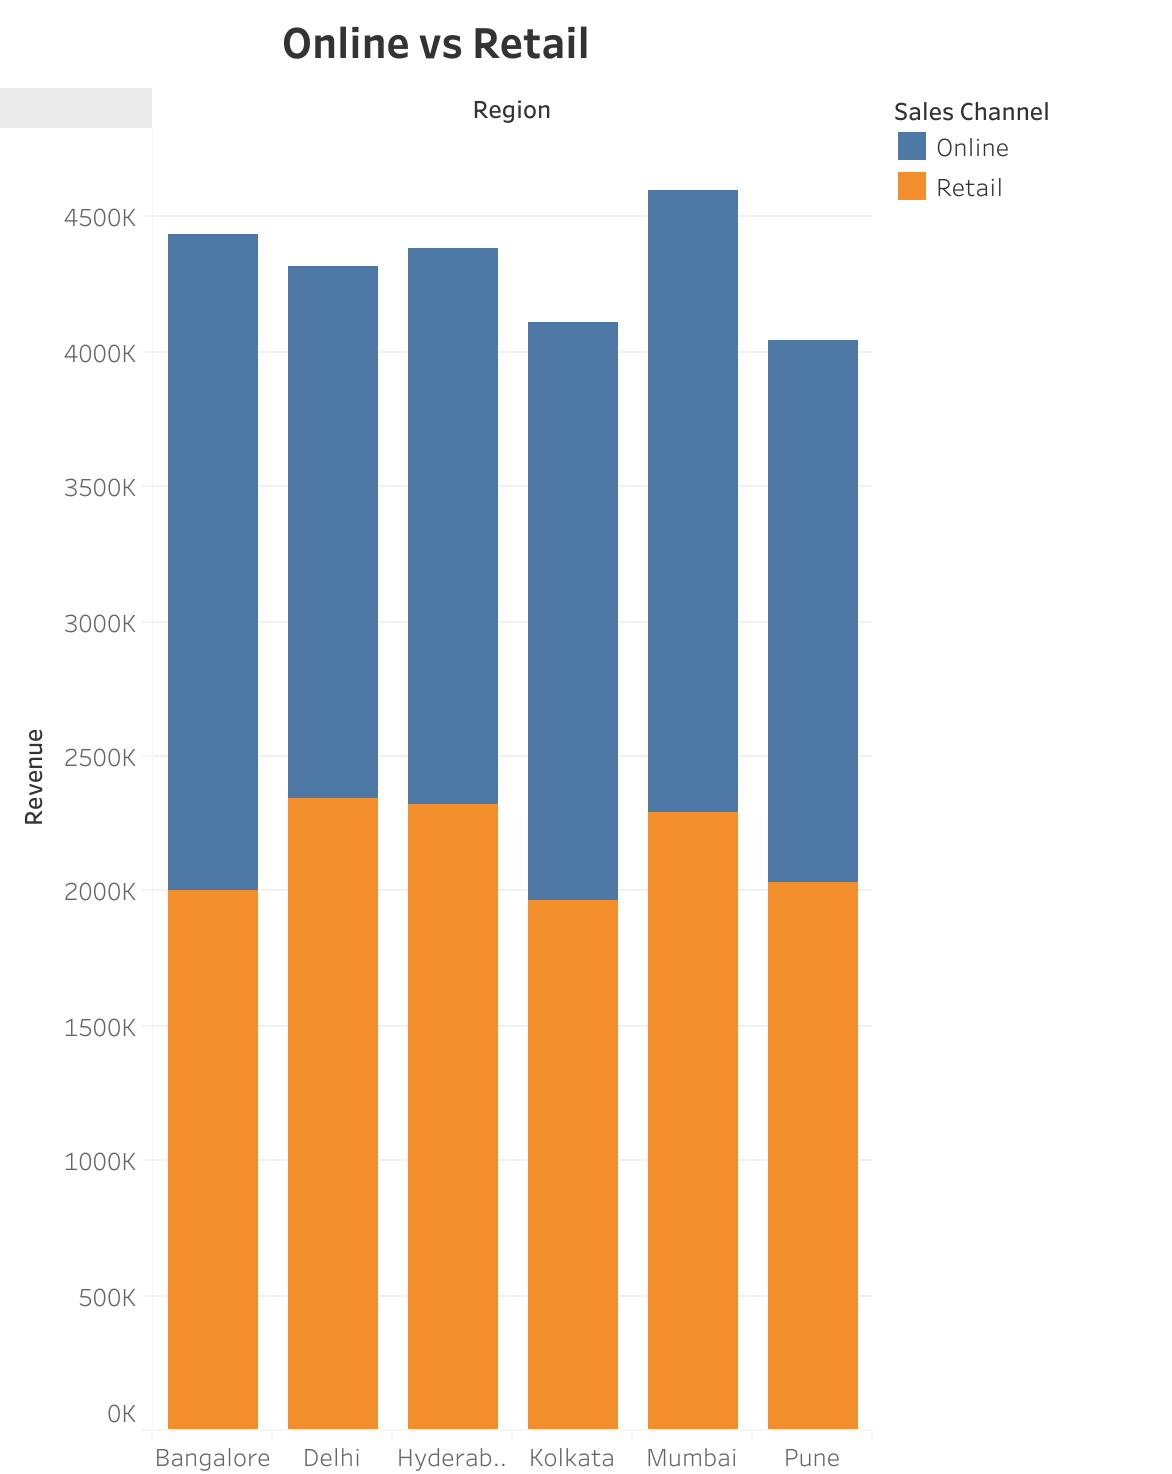 Online vs Retail
Region
Sales Channel
Online
Retail
4500K
4000K
3500K
3000K
2500K
2000K
1500K
1000K
500K
0K
Revenue
Bangalore Delhi Hyderab.. Kolkata Mumbai Pune